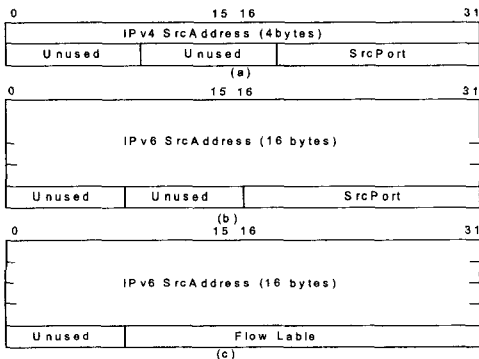 0 15 16 31
IPv4 SrcAddress (4bytes)
Unused Unused SrcPort
(a)
0 15 16 31
IPv6 SrcAddress (16 bytes)
Unused Unused SrcPort
(b)
0 15 16 31
IPv6 SrcAddress (16 bytes)
Unused Flow Lable
(c)